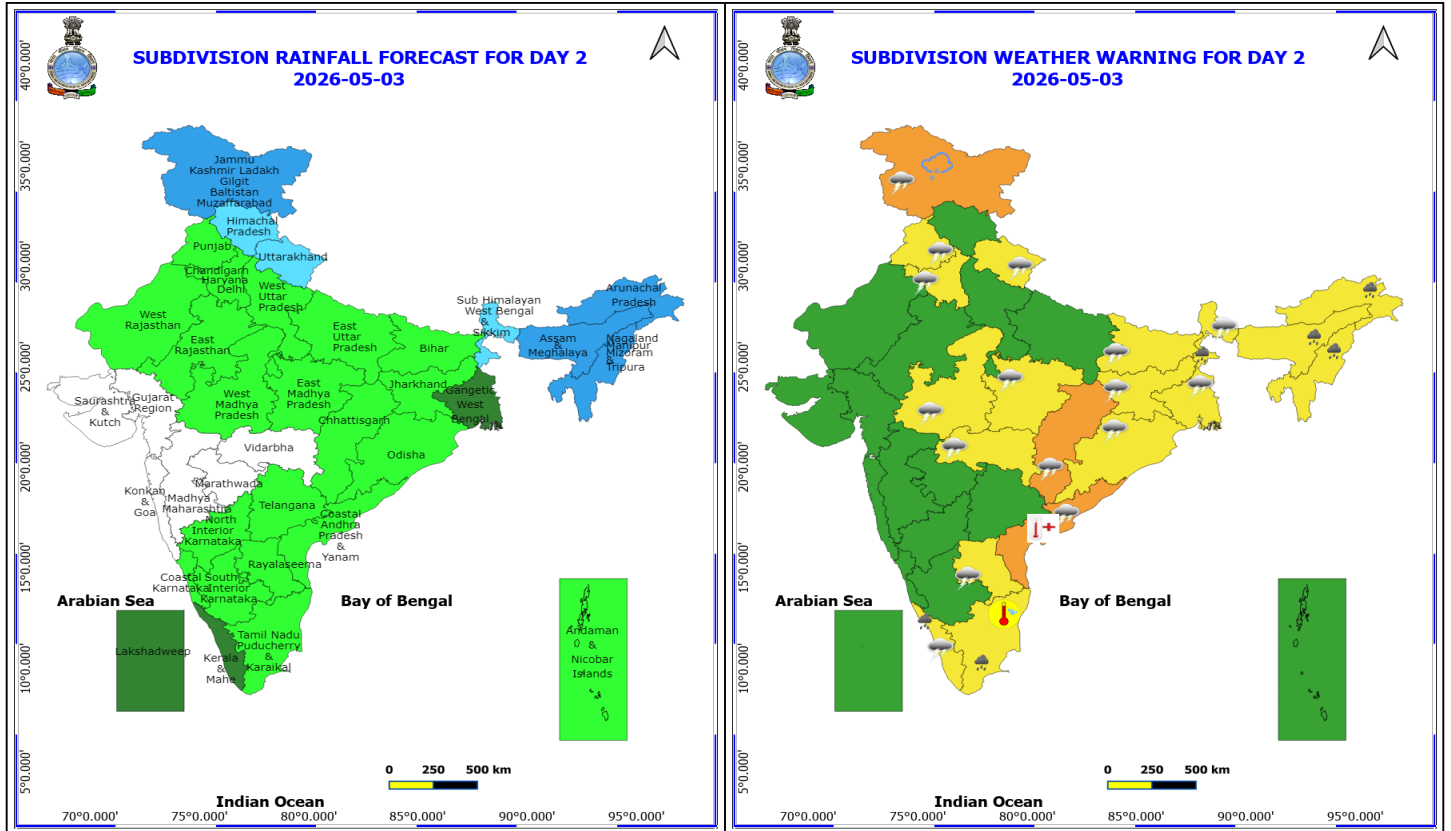 SUBDIVISION RAINFALL FORECAST FOR DAY 2
2026-05-03
40°0.000'
35°0.000'
30°0.000'
25°0.000'
20°0.000'
15°0.000'
10°0.000'
5°0.000'
Jammu
Kashmir Ladakh
Gilgit
Baltistan
Muzaffarabad
Himachal
Pradesh
Punjab
Uttarakhand
Chandigarh
Haryana
Delhi
West
Uttar
Pradesh
West
Rajasthan
East
Rajasthan
East
Uttar
Pradesh
Bihar
Sub Himalayan
West Bengal
&
Sikkim
Arunachal
Pradesh
Assam
&
Meghalaya
Nagaland
Manipur
Mizoram
&
Tripura
Saurashtra
&
Kutch
Gujarat
Region
West
Madhya
Pradesh
East
Madhya
Pradesh
Jharkhand
Gangetic
West
Bengal
Chhattisgarh
Odisha
Vidarbha
Marathwada
Konkan
&
Goa
Madhya
Maharashtra
North
Interior
Karnataka
Telangana
Coastal
Andhra
Pradesh
&
Yanam
Rayalaseema
Coastal
Karnataka
South
Interior
Karnataka
Tamil Nadu
Puducherry
&
Karaikal
Kerala
&
Mahe
Lakshadweep
Andaman
&
Nicobar
Islands
Arabian Sea
Bay of Bengal
0 250 500 km
Indian Ocean
70°0.000' 75°0.000' 80°0.000' 85°0.000' 90°0.000' 95°0.000'
SUBDIVISION WEATHER WARNING FOR DAY 2
2026-05-03
40°0.000'
35°0.000'
30°0.000'
25°0.000'
20°0.000'
15°0.000'
10°0.000'
5°0.000'
Arabian Sea
Bay of Bengal
0 250 500 km
Indian Ocean
70°0.000' 75°0.000' 80°0.000' 85°0.000' 90°0.000' 95°0.000'